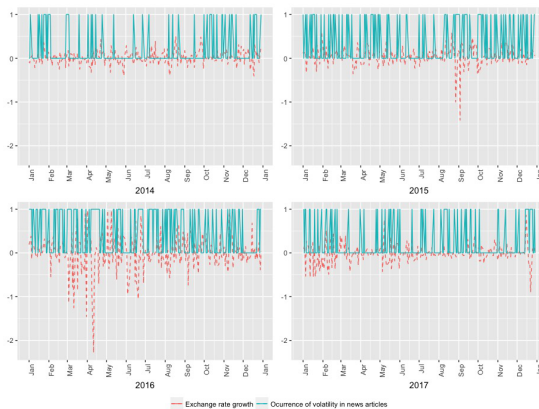 1
0
-1
-2
Jan
Feb
Mar
Apr
May
Jun
Jul
Aug
Sep
Oct
Nov
Dec
Jan
2014
1
0
-1
-2
Jan
Feb
Mar
Apr
May
Jun
Jul
Aug
Sep
Oct
Nov
Dec
Jan
2015
1
0
-1
-2
Jan
Feb
Mar
Apr
May
Jun
Jul
Aug
Sep
Oct
Nov
Dec
Jan
2016
1
0
-1
-2
Jan
Feb
Mar
Apr
May
Jun
Jul
Aug
Sep
Oct
Nov
Dec
Jan
2017
Exchange rate growth Ocurrence of volatility in news articles